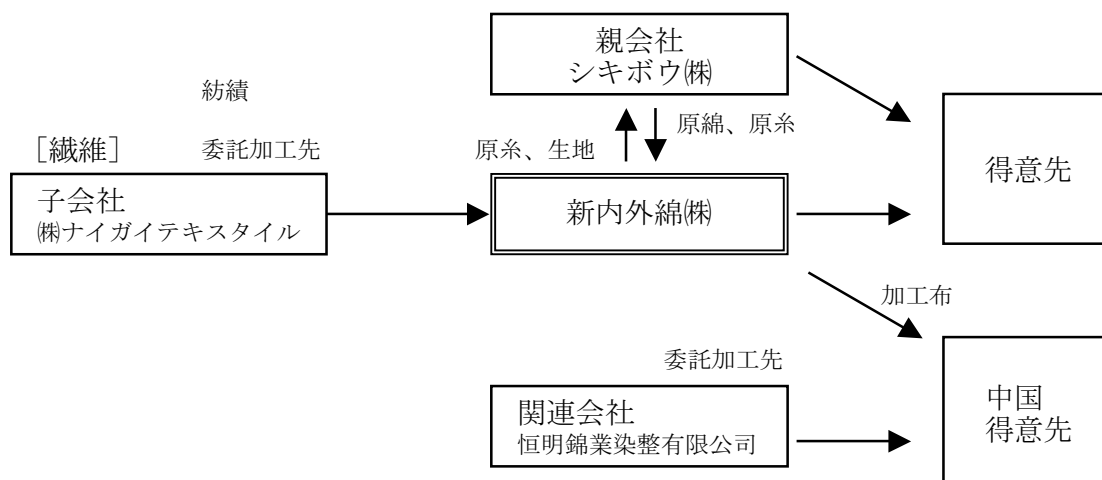 親会社
シキボウ㈱
紡績
原綿、原糸
[繊維]
委託加工先
原糸、生地
子会社
㈱ナイガイテキスタイル
新内外綿㈱
得意先
加工布
委託加工先
関連会社
恒明錦業染整有限公司
中国
得意先